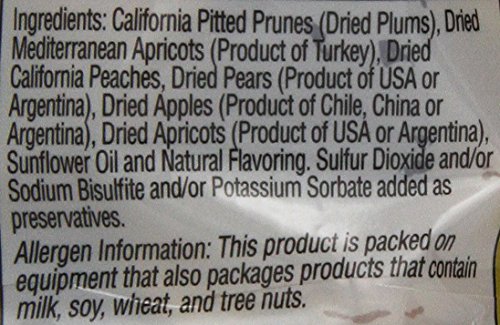 Ingredients: California Pitted Prunes (Dried Plums), Dried
Mediterranean Apricots (Product of Turkey), Dried
California Peaches, Dried Pears (Product of USA or
Argentina), Dried Apples (Product of Chile, China or
Argentina), Dried Apricots (Product of USA or Argentina),
Sunflower Oil and Natural Flavoring. Sulfur Dioxide and/or
Sodium Bisulfite and/or Potassium Sorbate added as
preservatives.
Allergen Information: This product is packed on
equipment that also packages products that contain
milk, soy, wheat, and tree nuts.